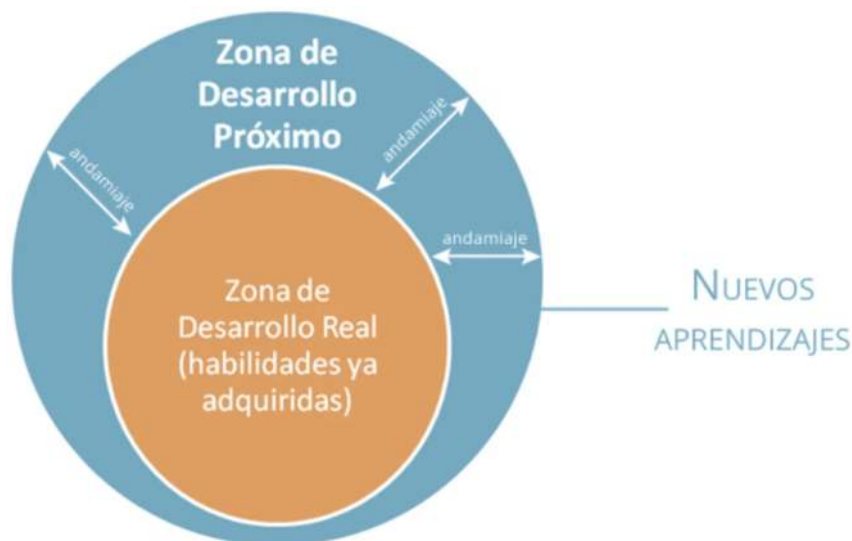 Zona de
Desarrollo
Próximo
andamiaje
andamiaje
andamiaje
Zona de
Desarrollo Real
(habilidades ya
adquiridas)
NUEVOS
APRENDIZAJES